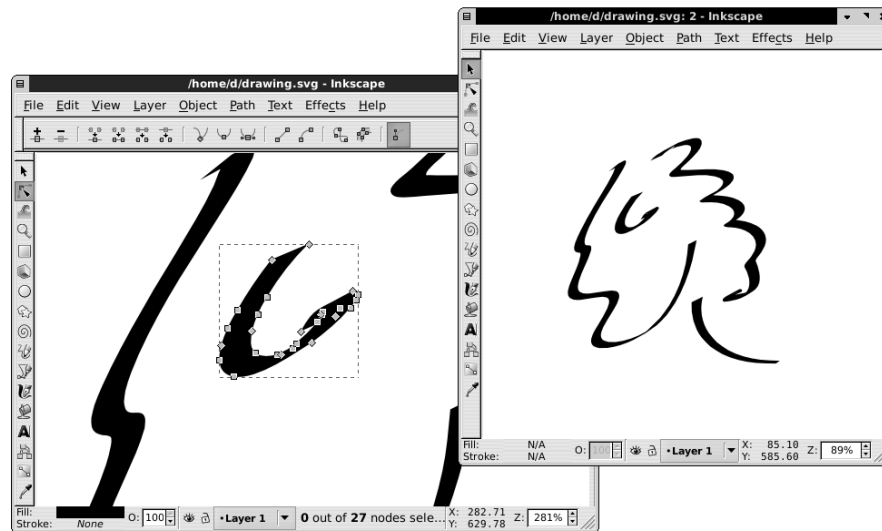 /home/d/drawing.svg: 2 - Inkscape
File Edit View Layer Object Path Text Effects Help
/home/d/drawing.svg - Inkscape
File Edit View Layer Object Path Text Effects Help
A
A
Fill: N/A
Stroke: N/A
O: 100
•Layer 1
X: 85.10
Y: 585.60
Z: 89%
Fill:
Stroke: None
O: 100
•Layer 1
0 out of 27 nodes sele...
X: 282.71
Y: 629.78
Z: 281%